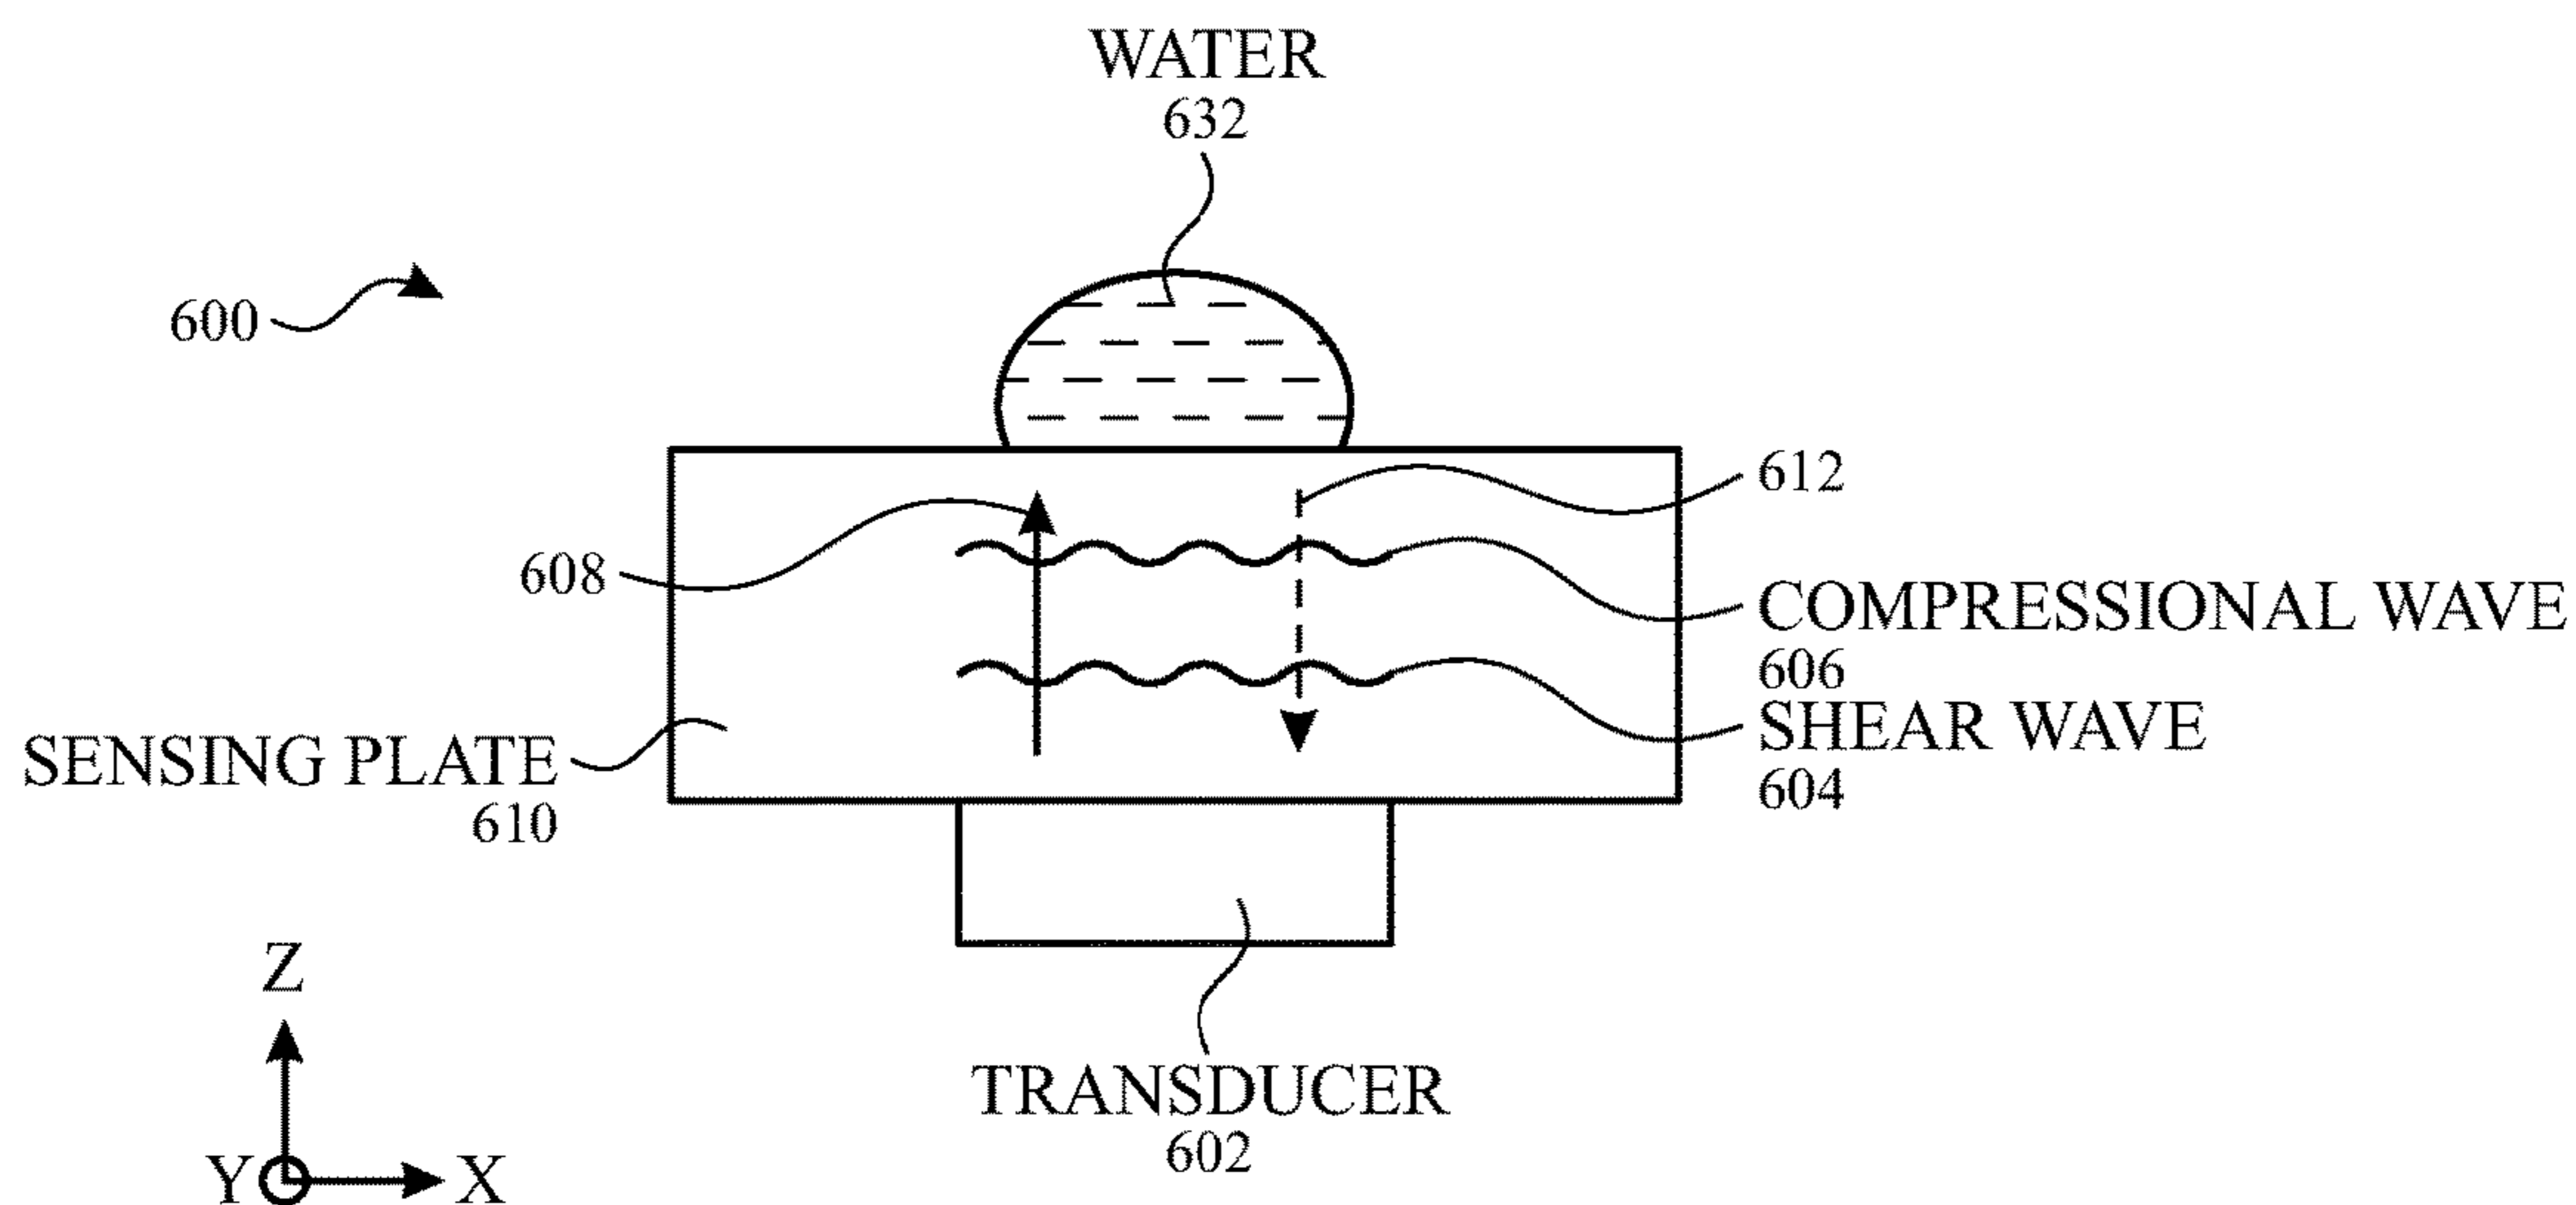 WATER
632
600
612
608
COMPRESSIONAL WAVE
606
SHEAR WAVE
604
SENSING PLATE
610
TRANSDUCER
602
Z
Y
X